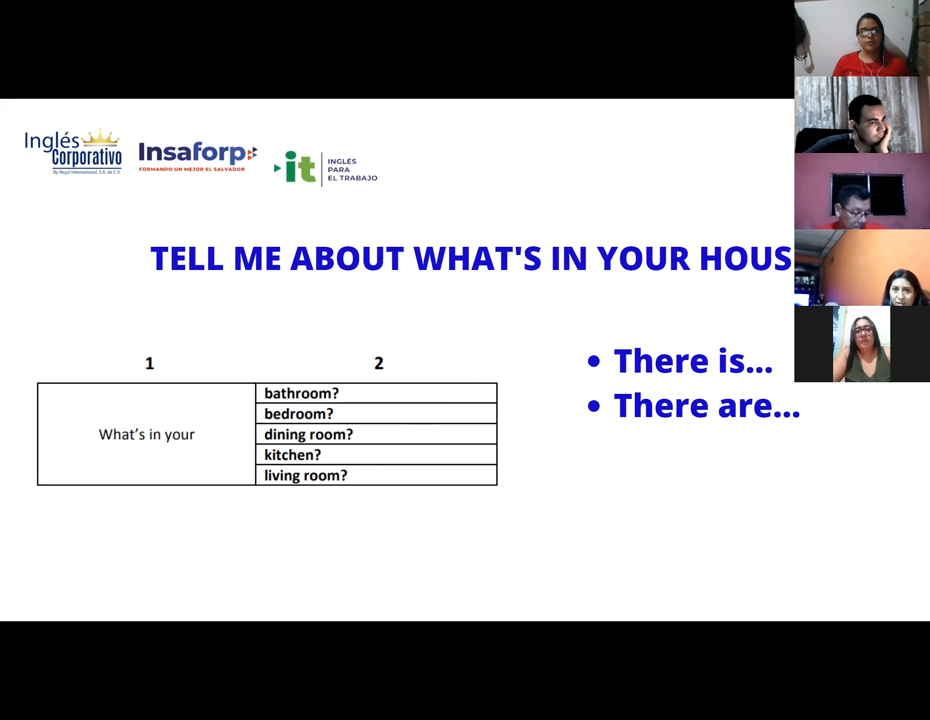 Inglés
Corporativo
By Regal International, S.A. de C.V.
Insaforp
FORMANDO UN MEJOR EL SALVADOR
it
INGLÉS
PARA
EL TRABAJO
TELL ME ABOUT WHAT'S IN YOUR HOUS
1 2
What's in your
bathroom?
bedroom?
dining room?
kitchen?
living room?
• There is...
• There are...